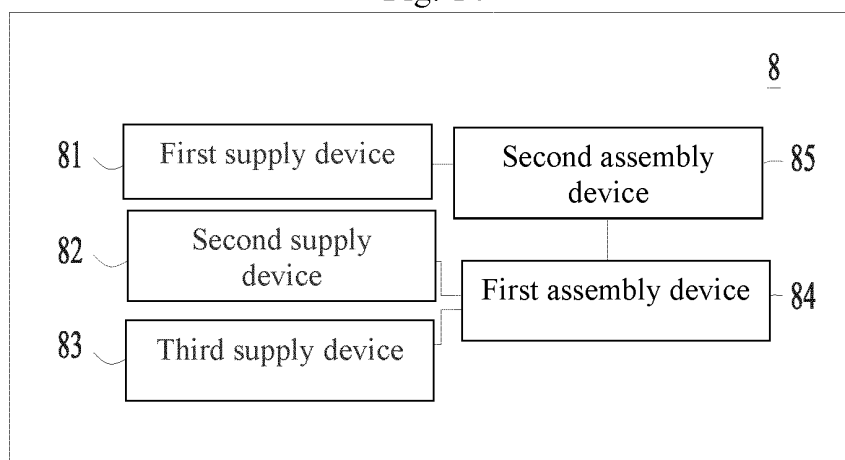 8
81
First supply device
Second assembly
device
85
82
Second supply
device
First assembly device
84
83
Third supply device